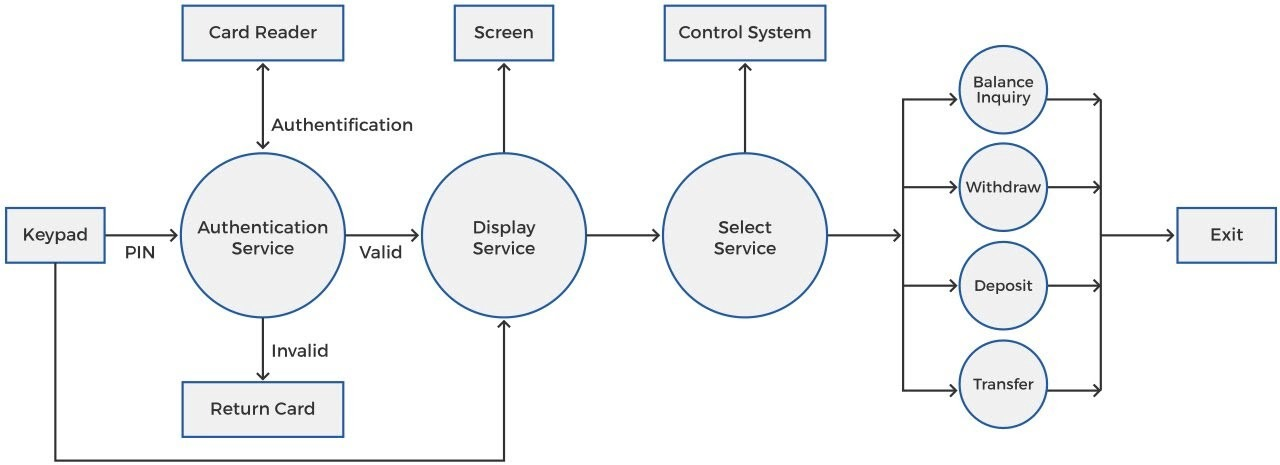 Card Reader
Screen
Control System
Authentification
Balance
Inquiry
Withdraw
Keypad
PIN
Authentication
Service
Valid
Display
Service
Select
Service
Exit
Deposit
Invalid
Return Card
Transfer